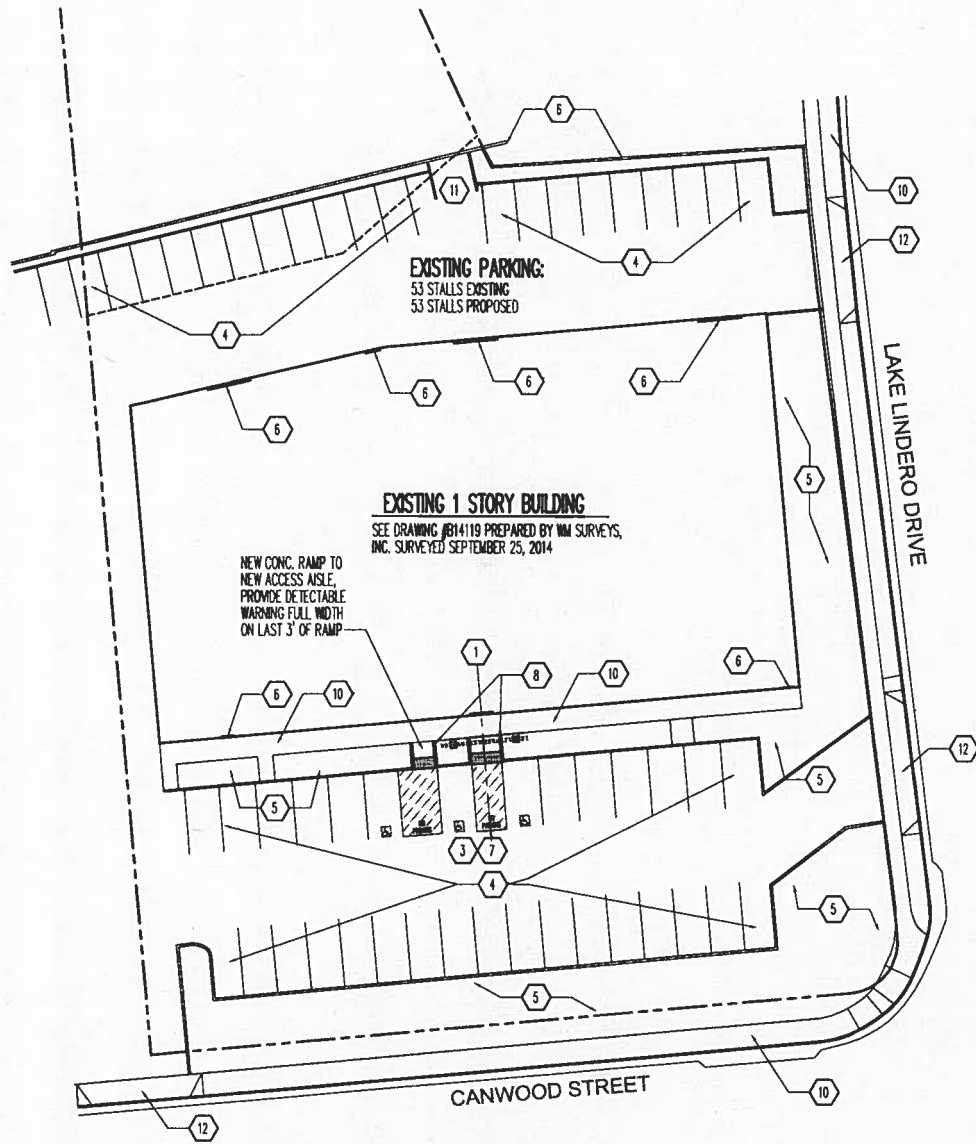 6
10
11
12
EXISTING PARKING:
53 STALLS EXISTING
53 STALLS PROPOSED
4
4
6
6
6
6
LAKE LINDERO DRIVE
5
EXISTING 1 STORY BUILDING
SEE DRAWING #B14119 PREPARED BY WM SURVEYS,
INC. SURVEYED SEPTEMBER 25, 2014
NEW CONC. RAMP TO
NEW ACCESS AISLE,
PROVIDE DETECTABLE
WARNING FULL WIDTH
ON LAST 3' OF RAMP
1
8
10
6
6
10
12
5
5
3
7
4
5
5
CANWOOD STREET
10
12